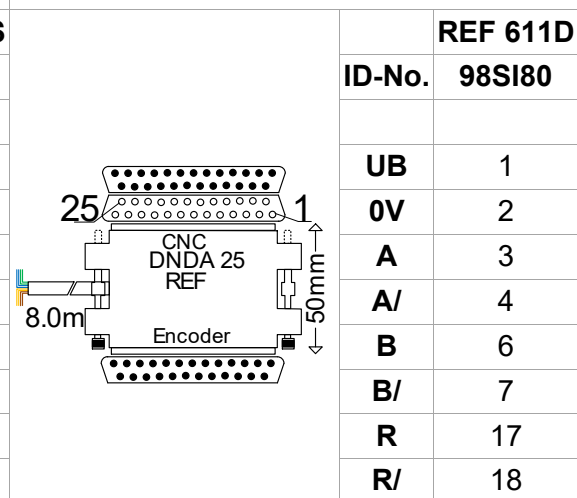 S
REF 611D
ID-No. 98SI80
UB 1
0V 2
A 3
A/ 4
B 6
B/ 7
R 17
R/ 18
25 1
CNC
DNDA 25
REF
50mm
8.0m
Encoder